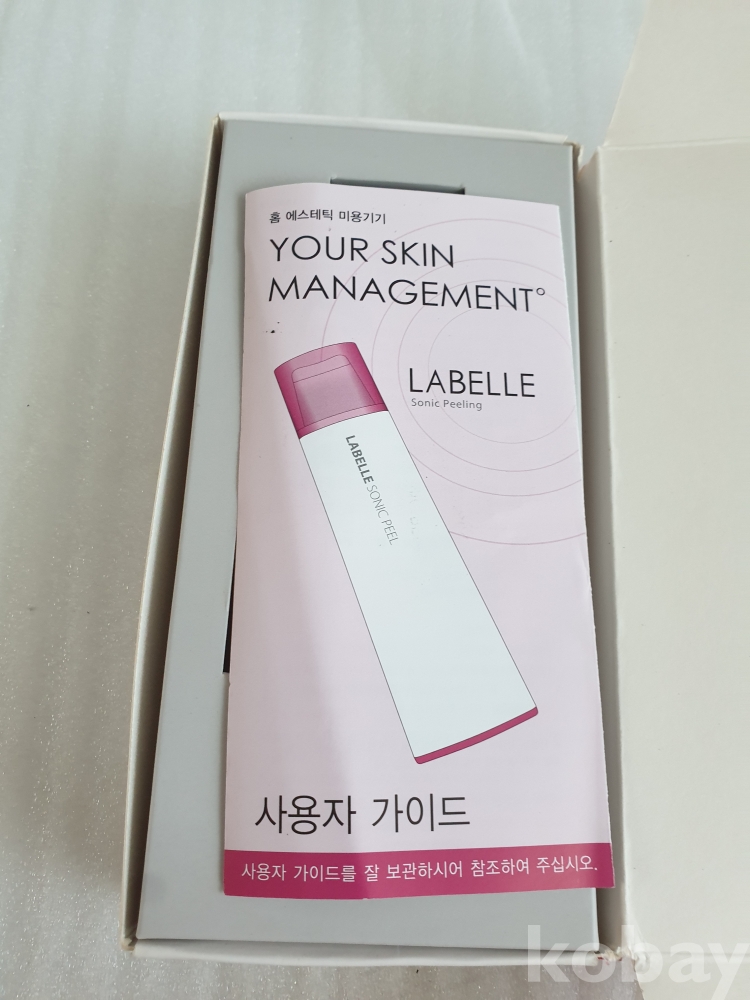 홈 에스테틱 미용기기
YOUR SKIN
MANAGEMENT°
LABELLE
Sonic Peeling
LABELLE SONIC PEEL
사용자 가이드
사용자 가이드를 잘 보관하시어 참조하여 주십시오.
kobay